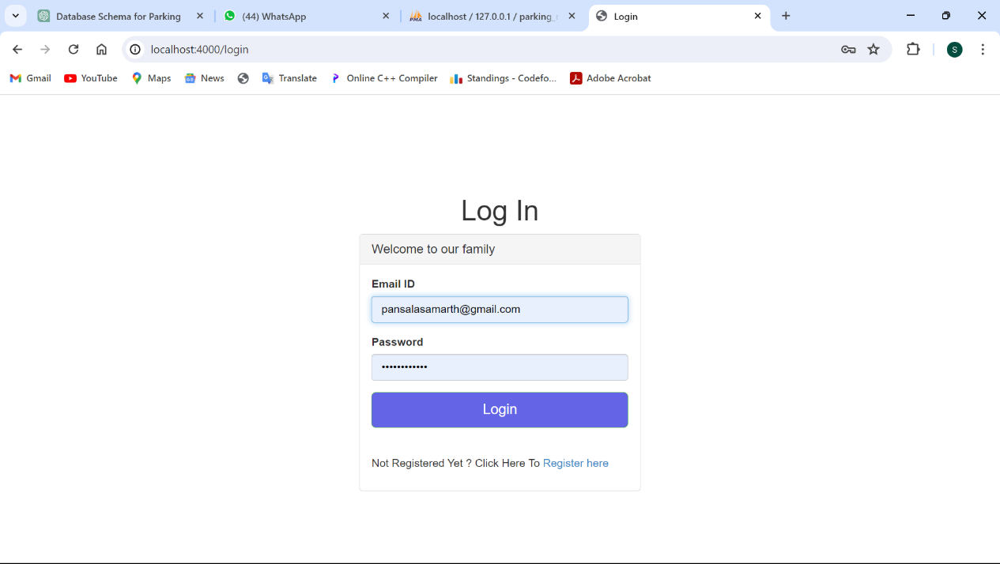 Database Schema for Parking
(44) WhatsApp
localhost / 127.0.0.1 / parking_
Login
localhost:4000/login
S
Gmail
YouTube
Maps
News
Translate
Online C++ Compiler
Standings - Codefo...
Adobe Acrobat
Log In
Welcome to our family
Email ID
pansalasamarth@gmail.com
Password
••••••••••••
Login
Not Registered Yet ? Click Here To Register here